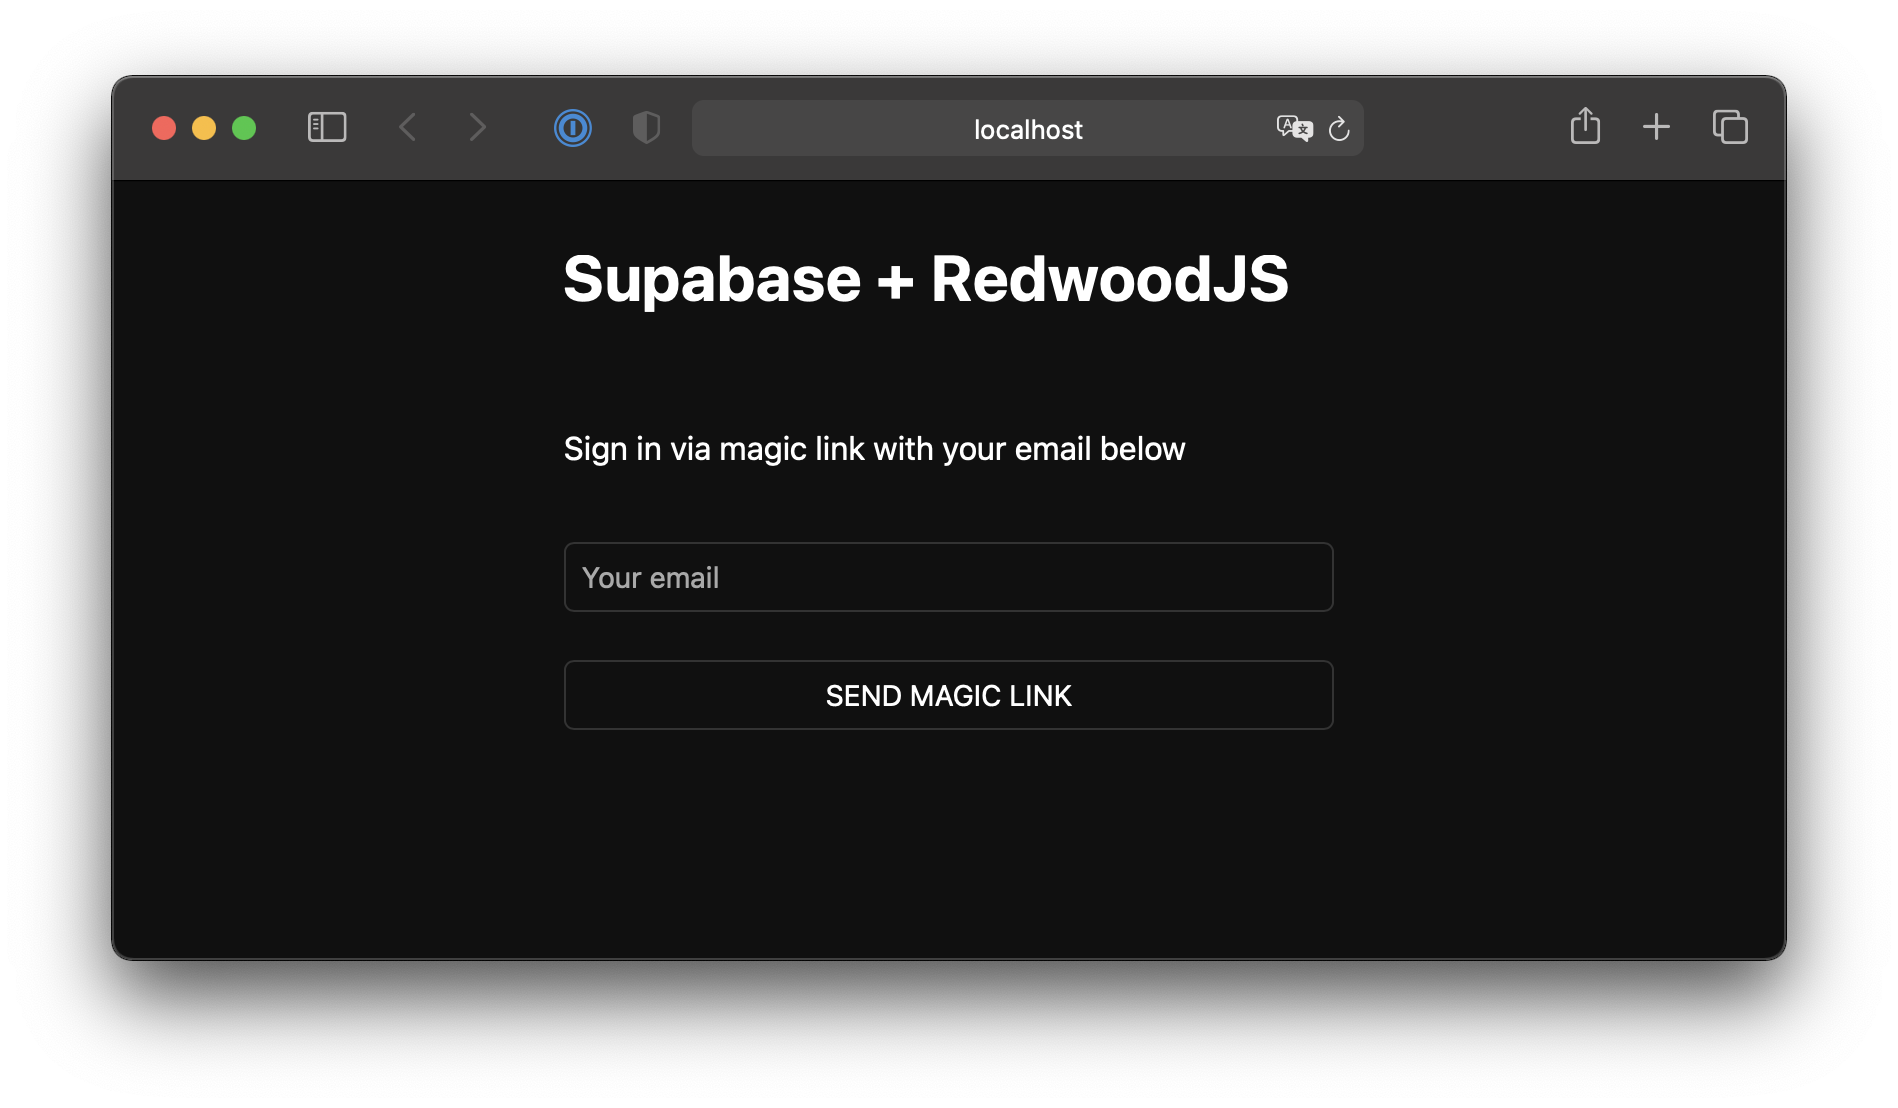 localhost
Supabase + RedwoodJS
Sign in via magic link with your email below
Your email
SEND MAGIC LINK